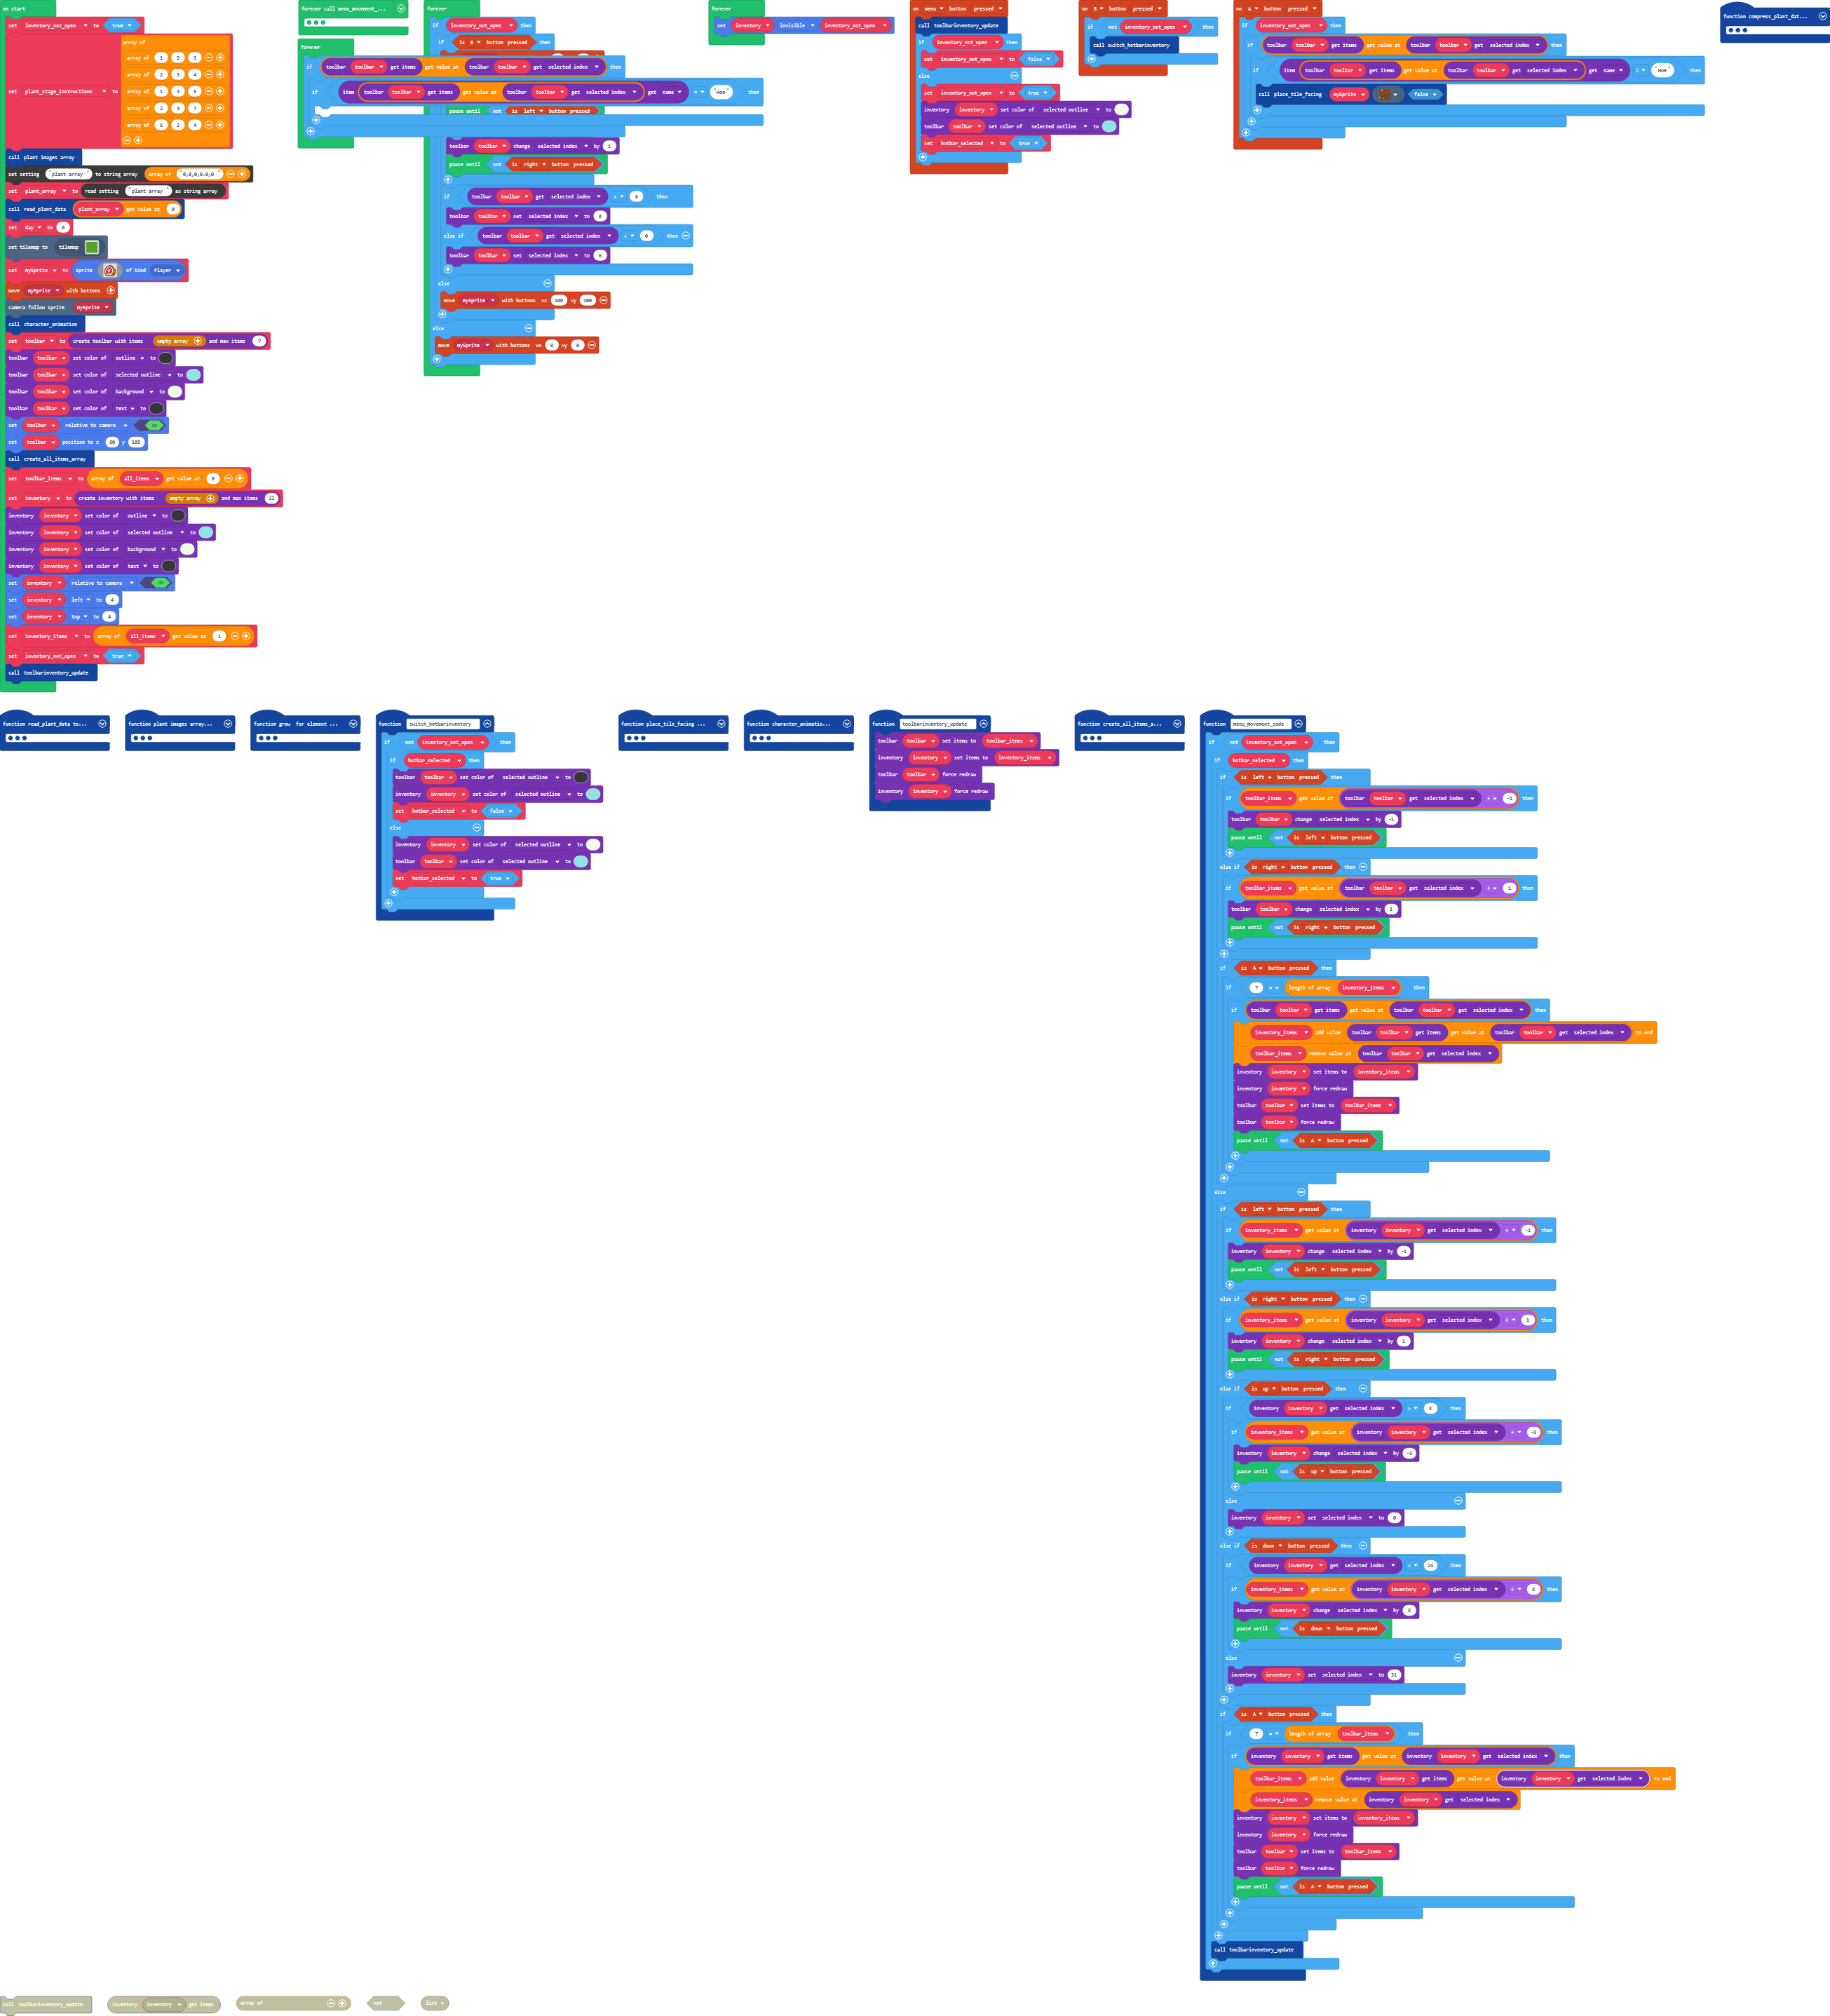 on start
set inventory_not_open to true
set plant_stage_instructions to array of
array of 1 2 3
array of 2 3 4
array of 1 3 5
array of 2 4 7
array of 1 3 4
call plant images array
set setting "plant array" to string array array of "0,0,0,0.0,0"
set plant_array to read setting "plant array" as string array
call read_plant_data plant_array get value at 0
set day to 0
set tilemap to tilemap
set mySprite to sprite of kind Player
move mySprite with buttons
camera follow sprite mySprite
call character_animation
set toolbar to create toolbar with items empty array and max items 7
toolbar toolbar set color of outline to
toolbar toolbar set color of selected outline to
toolbar toolbar set color of background to
toolbar toolbar set color of text to
set toolbar relative to camera ON
set toolbar position to x 80 y 108
call create_all_items_array
set toolbar_items to array of all_items get value at 0
set inventory to create inventory with items empty array and max items 32
inventory inventory set color of outline to
inventory inventory set color of selected outline to
inventory inventory set color of background to
inventory inventory set color of text to
set inventory relative to camera ON
set inventory left to 4
set inventory top to 4
set inventory_items to array of all_items get value at 1
set inventory_not_open to true
call toolbarinventory_update
forever call menu_movement_...
forever
if toolbar toolbar get items get value at toolbar toolbar get selected index then
if item toolbar toolbar get items get value at toolbar toolbar get selected index get name = "Hoe" then
forever
if inventory_not_open then
if is B button pressed then
pause until not is left button pressed
toolbar toolbar change selected index by 1
pause until not is right button pressed
if toolbar toolbar get selected index > 6 then
toolbar toolbar set selected index to 0
else if toolbar toolbar get selected index < 0 then
toolbar toolbar set selected index to 6
else
move mySprite with buttons vx 100 vy 100
else
move mySprite with buttons vx 0 vy 0
forever
set inventory invisible inventory_not_open
on menu button pressed
call toolbarinventory_update
if inventory_not_open then
set inventory_not_open to false
else
set inventory_not_open to true
inventory inventory set color of selected outline to
toolbar toolbar set color of selected outline to
set hotbar_selected to true
on B button pressed
if not inventory_not_open then
call switch_hotbarinventory
on A button pressed
if inventory_not_open then
if toolbar toolbar get items get value at toolbar toolbar get selected index then
if item toolbar toolbar get items get value at toolbar toolbar get selected index get name = "Hoe" then
call place_tile_facing mySprite false
function compress_plant_dat...
function read_plant_data te...
function plant images array...
function grow for element ...
function switch_hotbarinventory
if not inventory_not_open then
if hotbar_selected then
toolbar toolbar set color of selected outline to
inventory inventory set color of selected outline to
set hotbar_selected to false
else
inventory inventory set color of selected outline to
toolbar toolbar set color of selected outline to
set hotbar_selected to true
function place_tile_facing ...
function character_animatio...
function toolbarinventory_update
toolbar toolbar set items to toolbar_items
inventory inventory set items to inventory_items
toolbar toolbar force redraw
inventory inventory force redraw
function create_all_items_a...
function menu_movement_code
if not inventory_not_open then
if hotbar_selected then
if is left button pressed then
if toolbar_items get value at toolbar toolbar get selected index + -1 then
toolbar toolbar change selected index by -1
pause until not is left button pressed
else if is right button pressed then
if toolbar_items get value at toolbar toolbar get selected index + 1 then
toolbar toolbar change selected index by 1
pause until not is right button pressed
if is A button pressed then
if 7 ≠ length of array inventory_items then
if toolbar toolbar get items get value at toolbar toolbar get selected index then
inventory_items add value toolbar toolbar get items get value at toolbar toolbar get selected index to end
toolbar_items remove value at toolbar toolbar get selected index
inventory inventory set items to inventory_items
inventory inventory force redraw
toolbar toolbar set items to toolbar_items
toolbar toolbar force redraw
pause until not is A button pressed
else
if is left button pressed then
if inventory_items get value at inventory inventory get selected index + -1 then
inventory inventory change selected index by -1
pause until not is left button pressed
else if is right button pressed then
if inventory_items get value at inventory inventory get selected index + 1 then
inventory inventory change selected index by 1
pause until not is right button pressed
else if is up button pressed then
if inventory inventory get selected index > 8 then
if inventory_items get value at inventory inventory get selected index + -8 then
inventory inventory change selected index by -8
pause until not is up button pressed
else
inventory inventory set selected index to 0
else if is down button pressed then
if inventory inventory get selected index < 24 then
if inventory_items get value at inventory inventory get selected index + 8 then
inventory inventory change selected index by 8
pause until not is down button pressed
else
inventory inventory set selected index to 31
if is A button pressed then
if 7 ≠ length of array toolbar_items then
if inventory inventory get items get value at inventory inventory get selected index then
toolbar_items add value inventory inventory get items get value at inventory inventory get selected index to end
inventory_items remove value at inventory inventory get selected index
inventory inventory set items to inventory_items
inventory inventory force redraw
toolbar toolbar set items to toolbar_items
toolbar toolbar force redraw
pause until not is A button pressed
call toolbarinventory_update
call toolbarinventory_update
inventory inventory get items
array of
not
list